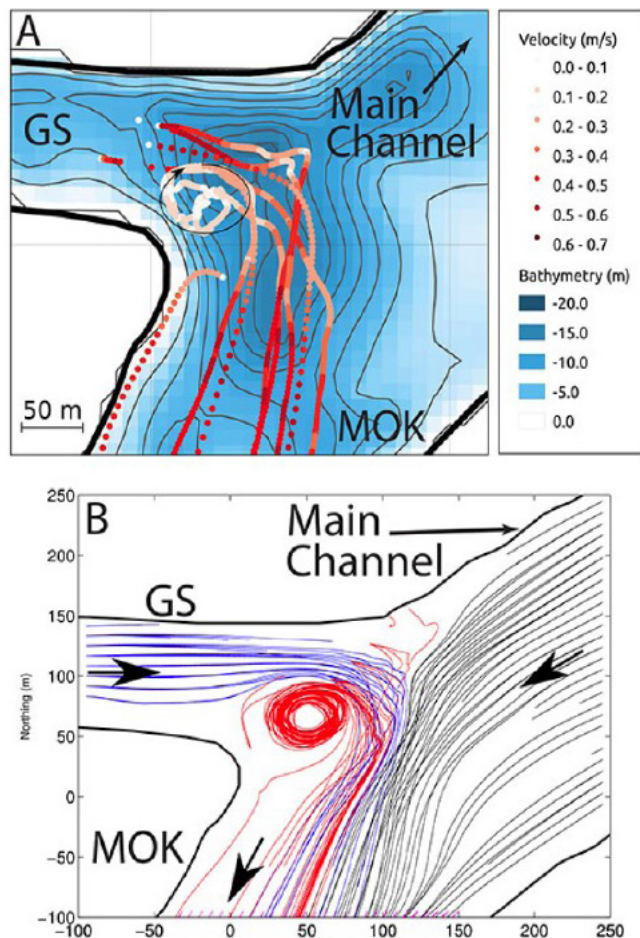 A
GS
Main
Channel
50 m
MOK
Velocity (m/s)
0.0 - 0.1
0.1 - 0.2
0.2 - 0.3
0.3 - 0.4
0.4 - 0.5
0.5 - 0.6
0.6 - 0.7
Bathymetry (m)
-20.0
-15.0
-10.0
-5.0
0.0
B
GS
Main
Channel
MOK
Northing (m)
250
200
150
100
50
0
-50
-100
-100
-50
0
50
100
150
200
250